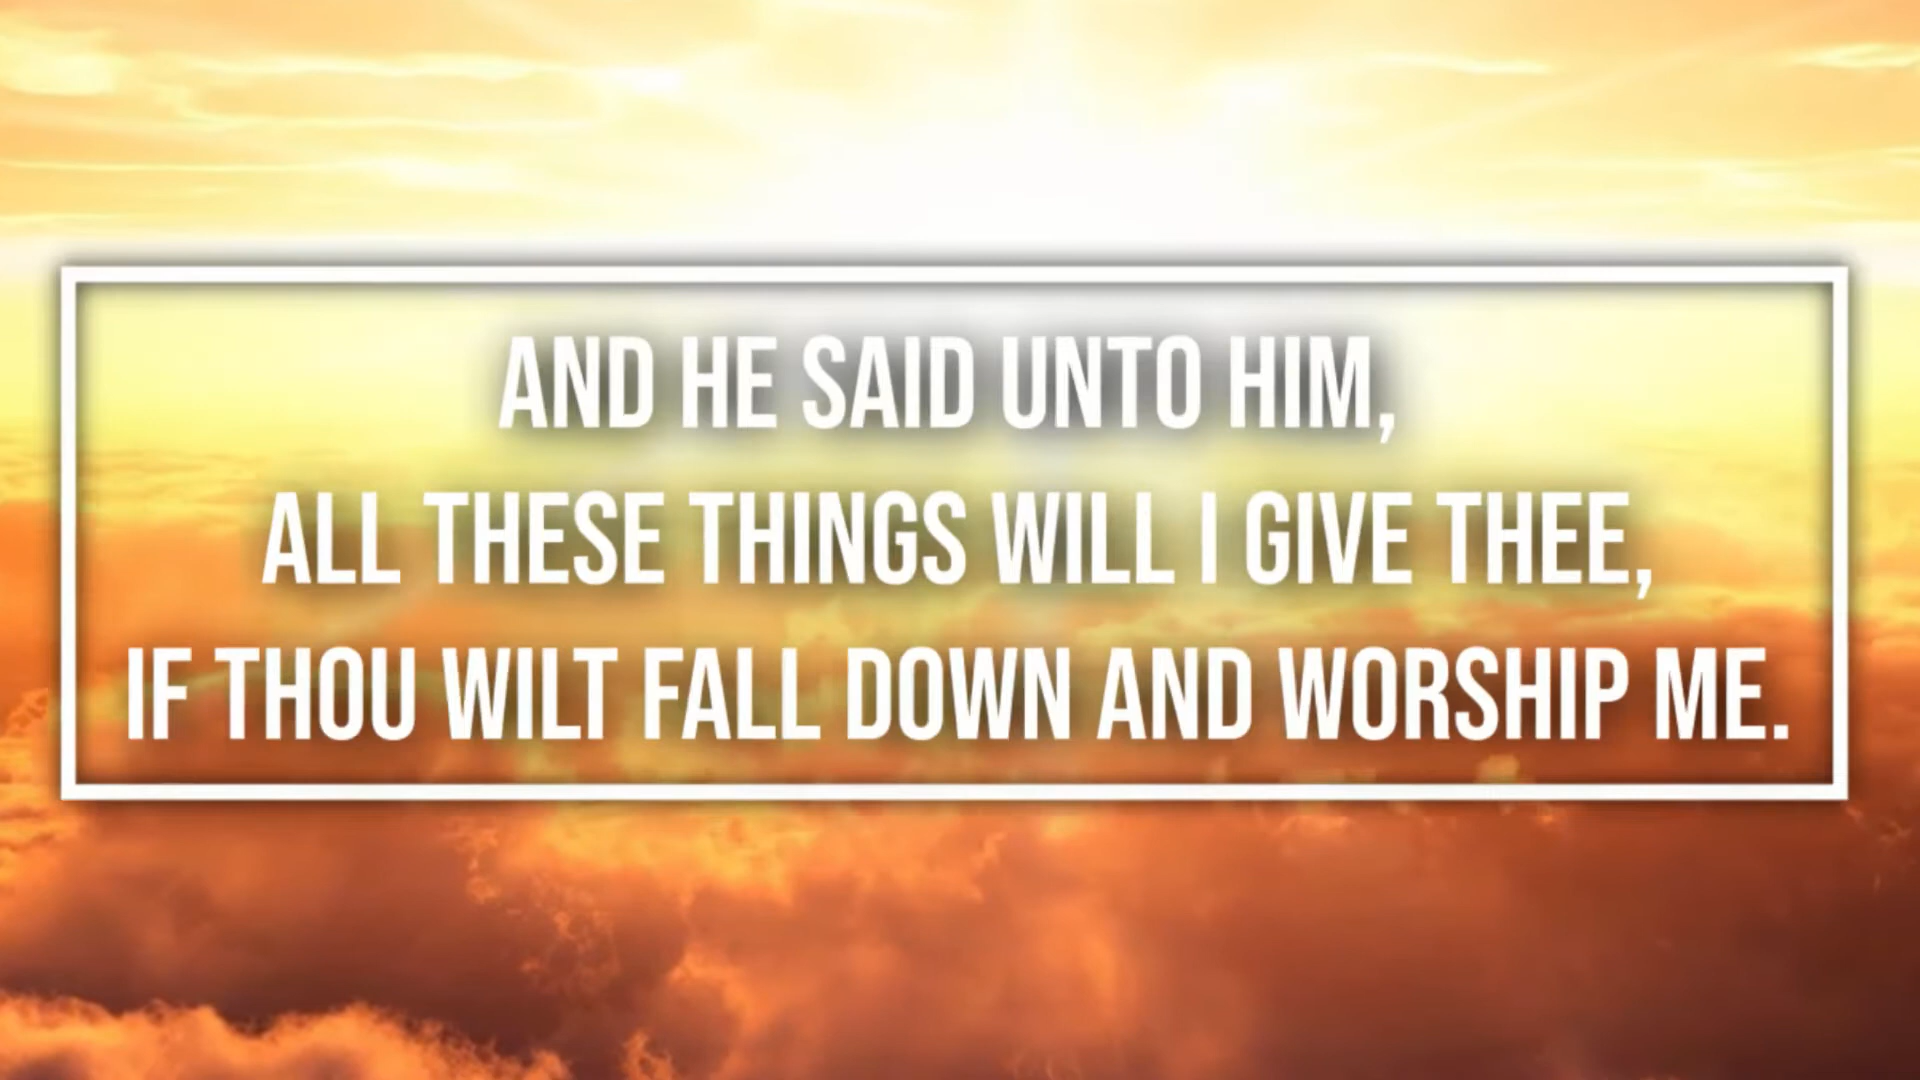 AND HE SAID UNTO HIM,
ALL THESE THINGS WILL I GIVE THEE,
IF THOU WILT FALL DOWN AND WORSHIP ME.